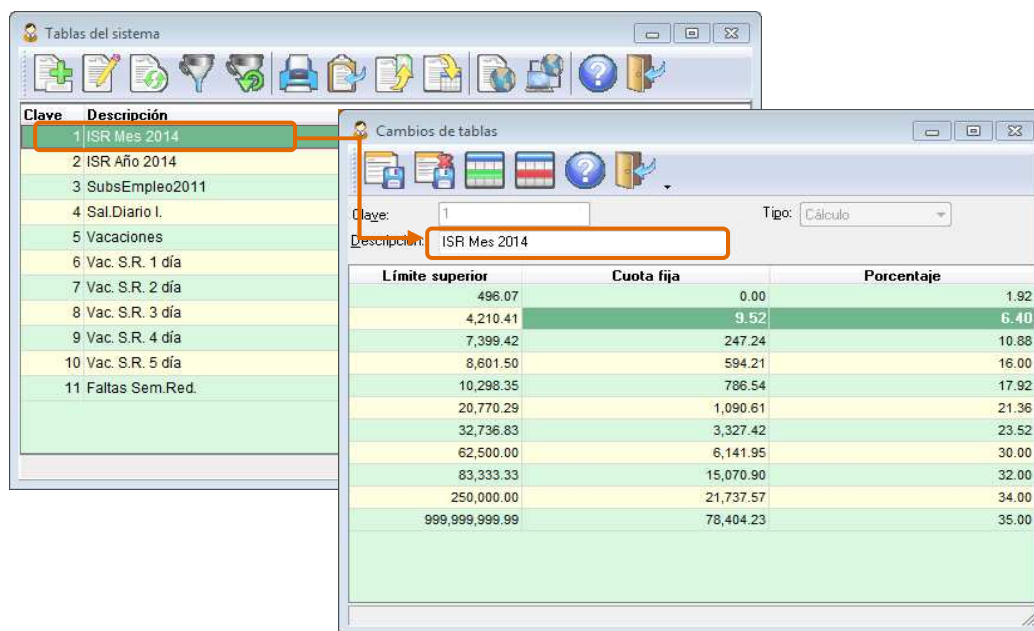 Tablas del sistema
Clave Descripción
1 ISR Mes 2014
2 ISR Año 2014
3 SubsEmpleo2011
4 Sal.Diario I.
5 Vacaciones
6 Vac. S.R. 1 día
7 Vac. S.R. 2 día
8 Vac. S.R. 3 día
9 Vac. S.R. 4 día
10 Vac. S.R. 5 día
11 Faltas Sem.Red.
Cambios de tablas
Clave: 1 Tipo: Cálculo
Descripción: ISR Mes 2014
Límite superior Cuota fija Porcentaje
496.07 0.00 1.92
4,210.41 9.52 6.40
7,399.42 247.24 10.88
8,601.50 594.21 16.00
10,298.35 786.54 17.92
20,770.29 1,090.61 21.36
32,736.83 3,327.42 23.52
62,500.00 6,141.95 30.00
83,333.33 15,070.90 32.00
250,000.00 21,737.57 34.00
999,999,999.99 78,404.23 35.00